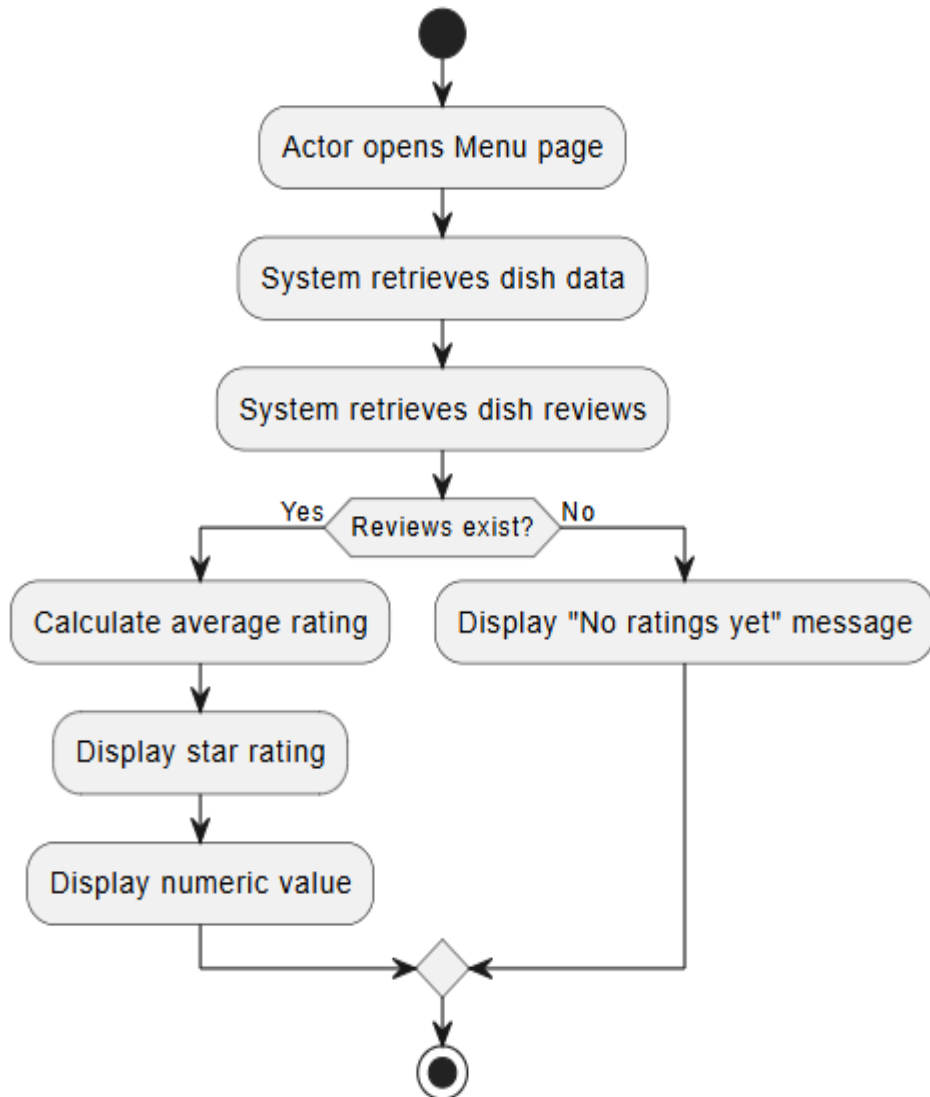 Actor opens Menu page
System retrieves dish data
System retrieves dish reviews
Yes
Reviews exist?
No
Calculate average rating
Display "No ratings yet" message
Display star rating
Display numeric value